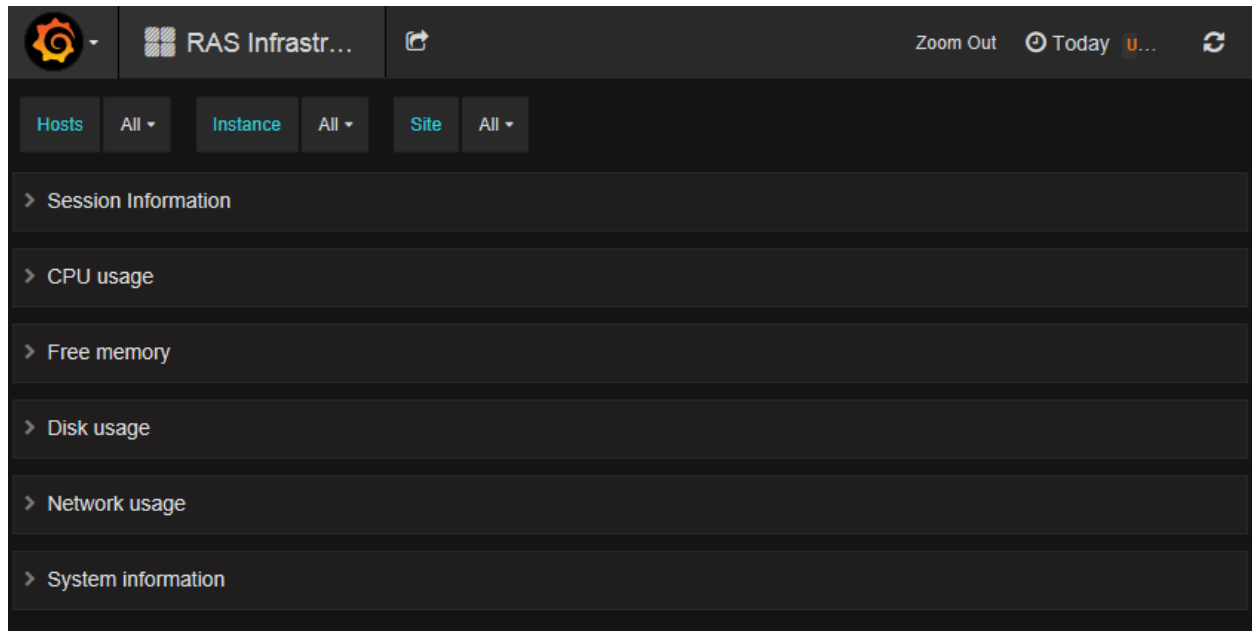 RAS Infrastr... Zoom Out Today U...
Hosts All Instance All Site All
Session Information
CPU usage
Free memory
Disk usage
Network usage
System information